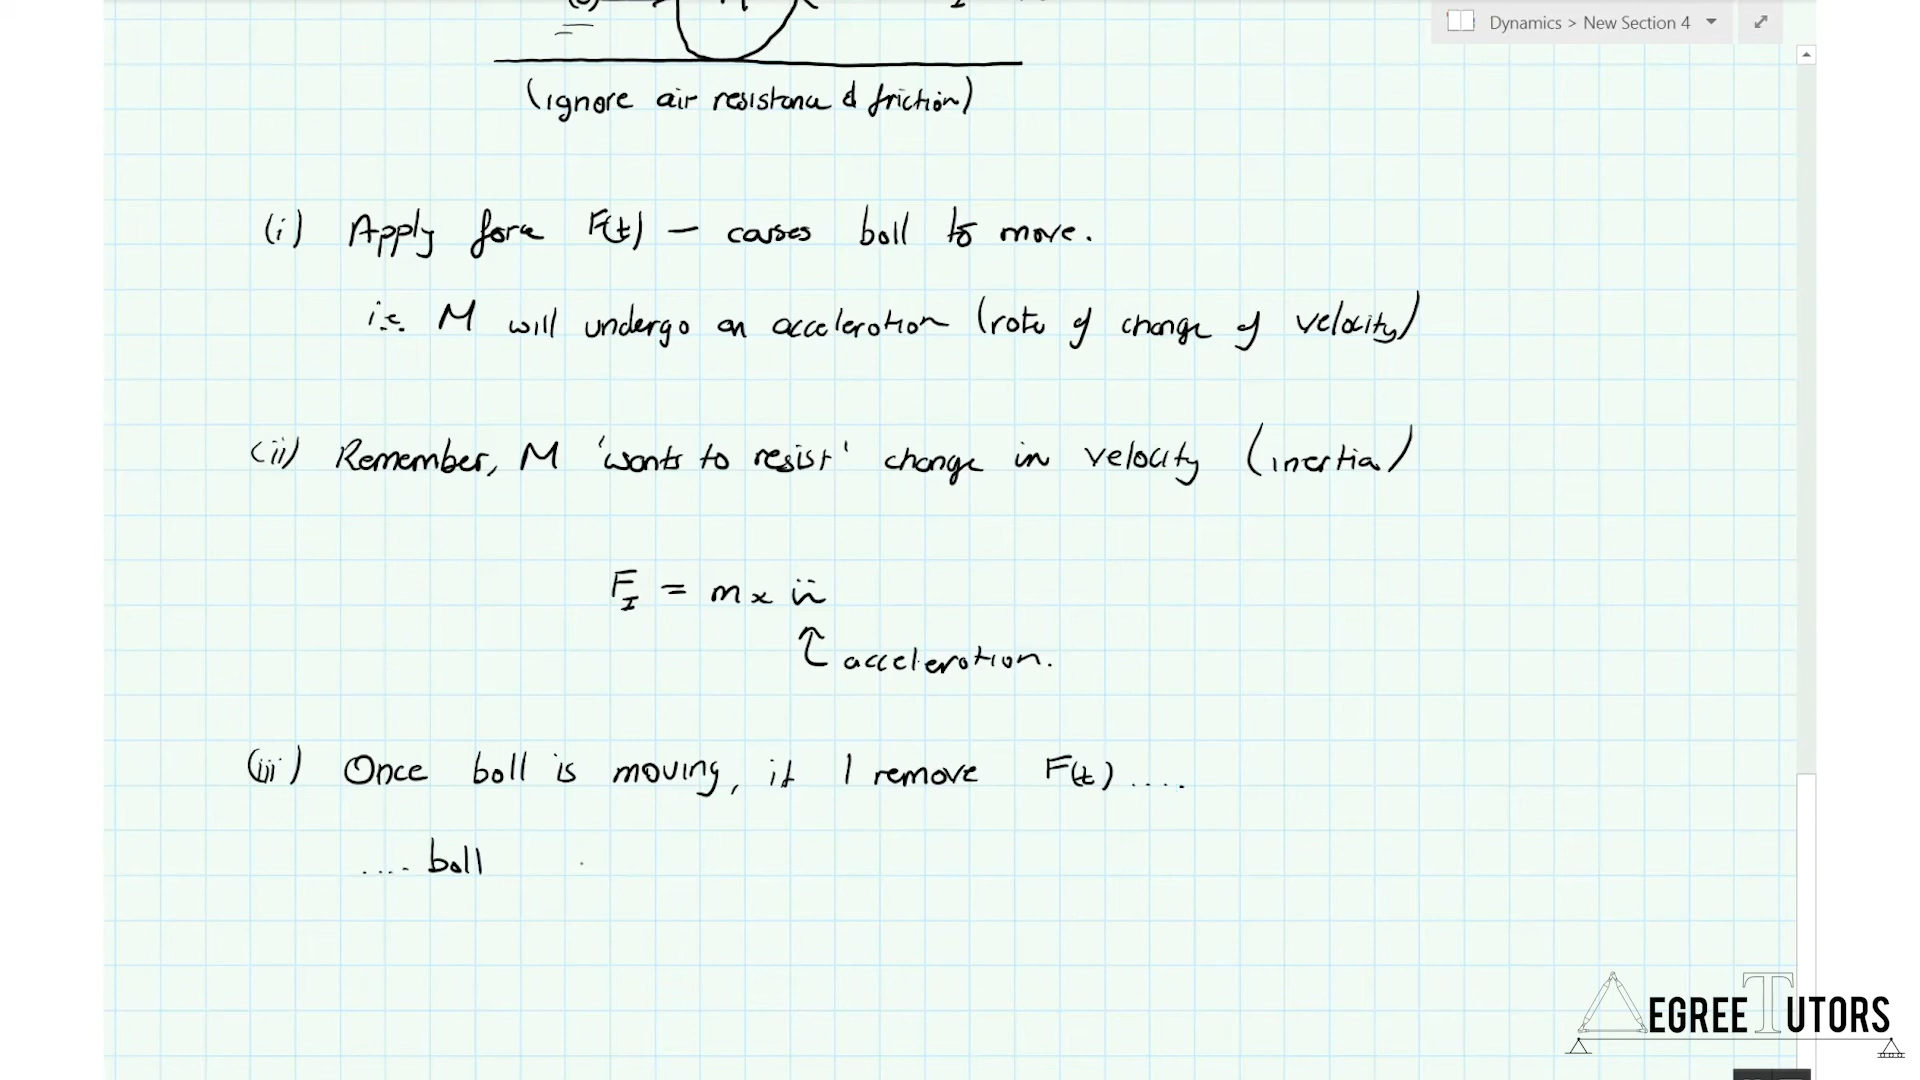 Dynamics > New Section 4
(ignore air resistance & friction)
(i) Apply force F(t) – causes ball to move.
i.e. M will undergo an acceleration (rate of change of velocity)
(ii) Remember, M 'wants to resist' change in velocity (inertia)
F_I = m × ü
acceleration.
(iii) Once ball is moving, if I remove F(t) .....
.... ball
DEGREE TUTORS